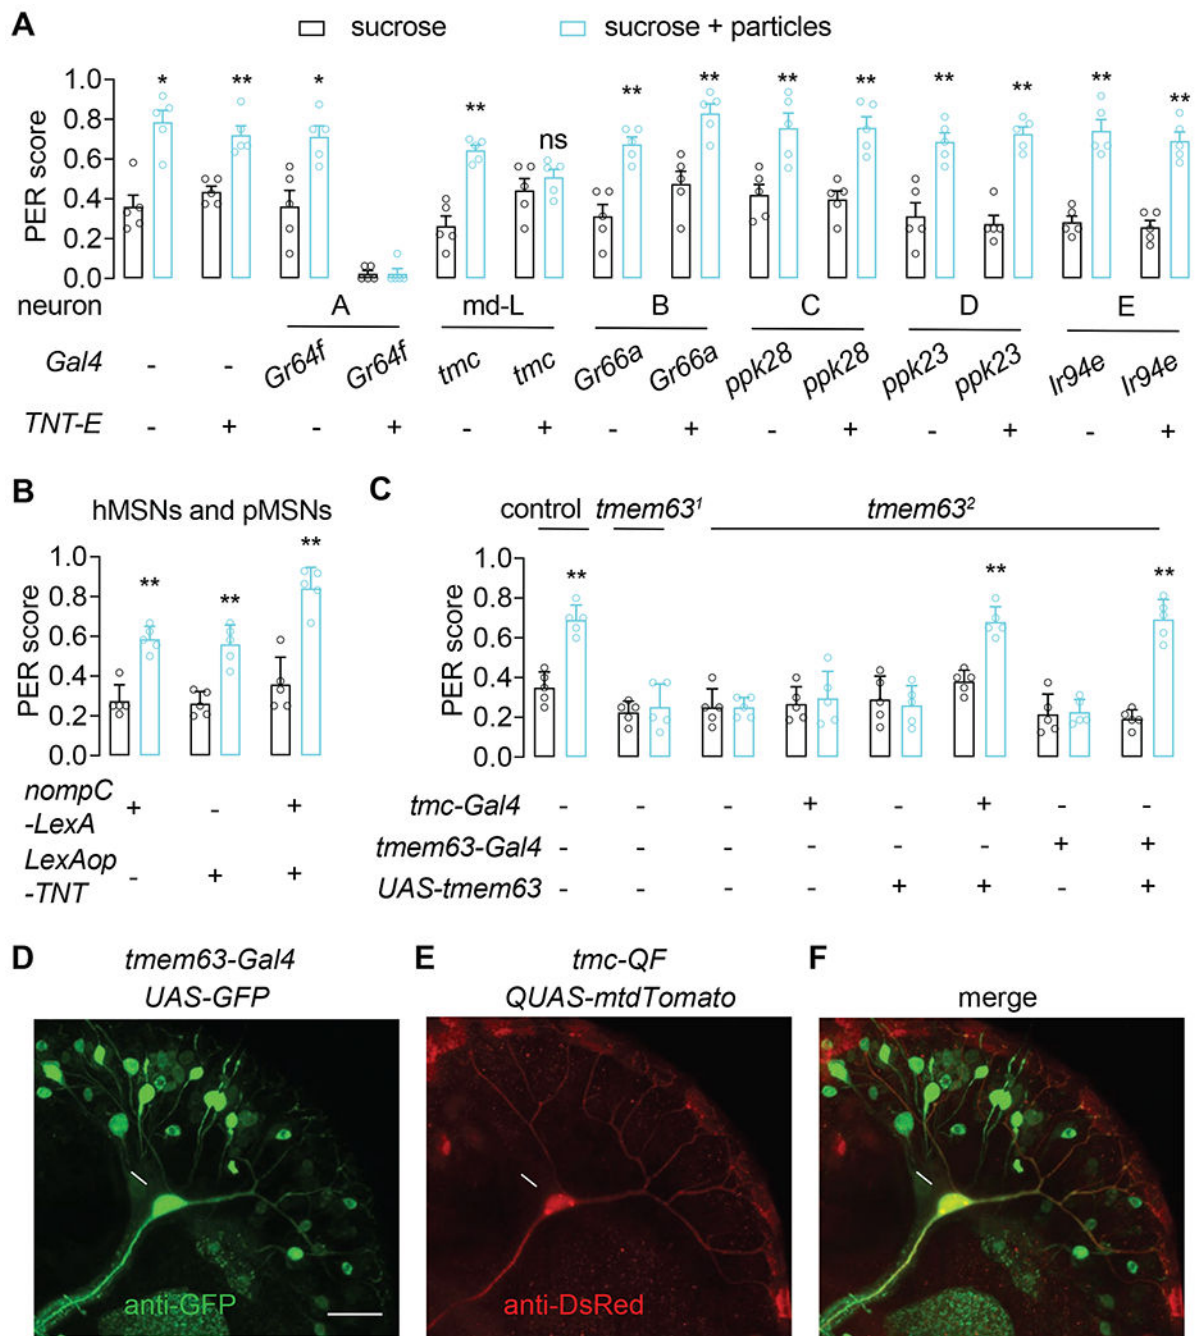 A
sucrose
sucrose + particles
PER score
1.0
0.8
0.6
0.4
0.2
0.0
* ** * ** ns ** ** ** ** ** ** ** **
neuron A md-L B C D E
Gal4 - - Gr64f Gr64f tmc tmc Gr66a Gr66a ppk28 ppk28 ppk23 ppk23 Ir94e Ir94e
TNT-E - + - + - + - + - + - + - +
B
hMSNs and pMSNs
PER score
1.0
0.8
0.6
0.4
0.2
0.0
** ** **
nompC
-LexA + - +
LexAop
-TNT - + +
C
control tmem63¹ tmem63²
PER score
1.0
0.8
0.6
0.4
0.2
0.0
** ** **
tmc-Gal4 - - - + - + - -
tmem63-Gal4 - - - - - - + +
UAS-tmem63 - - - - + + - +
D
tmem63-Gal4
UAS-GFP
anti-GFP
E
tmc-QF
QUAS-mtdTomato
anti-DsRed
F
merge